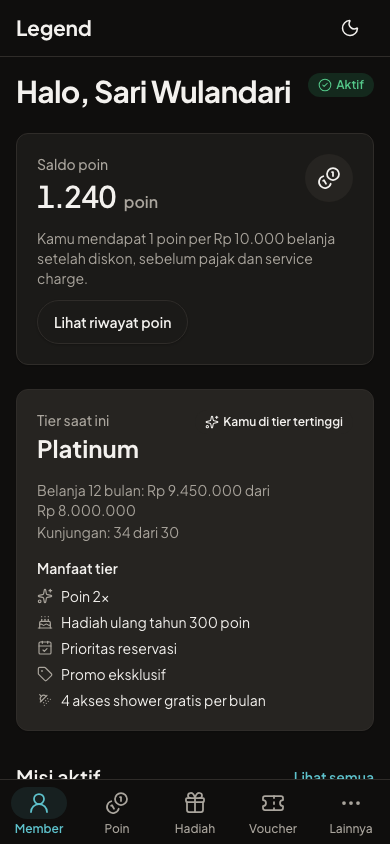 Legend
Halo, Sari Wulandari
Aktif
Saldo poin
1.240 poin
Kamu mendapat 1 poin per Rp 10.000 belanja
setelah diskon, sebelum pajak dan service
charge.
Lihat riwayat poin
Tier saat ini
Kamu di tier tertinggi
Platinum
Belanja 12 bulan: Rp 9.450.000 dari
Rp 8.000.000
Kunjungan: 34 dari 30
Manfaat tier
Poin 2×
Hadiah ulang tahun 300 poin
Prioritas reservasi
Promo eksklusif
4 akses shower gratis per bulan
Misi aktif
Lihat semua
Member
Poin
Hadiah
Voucher
Lainnya